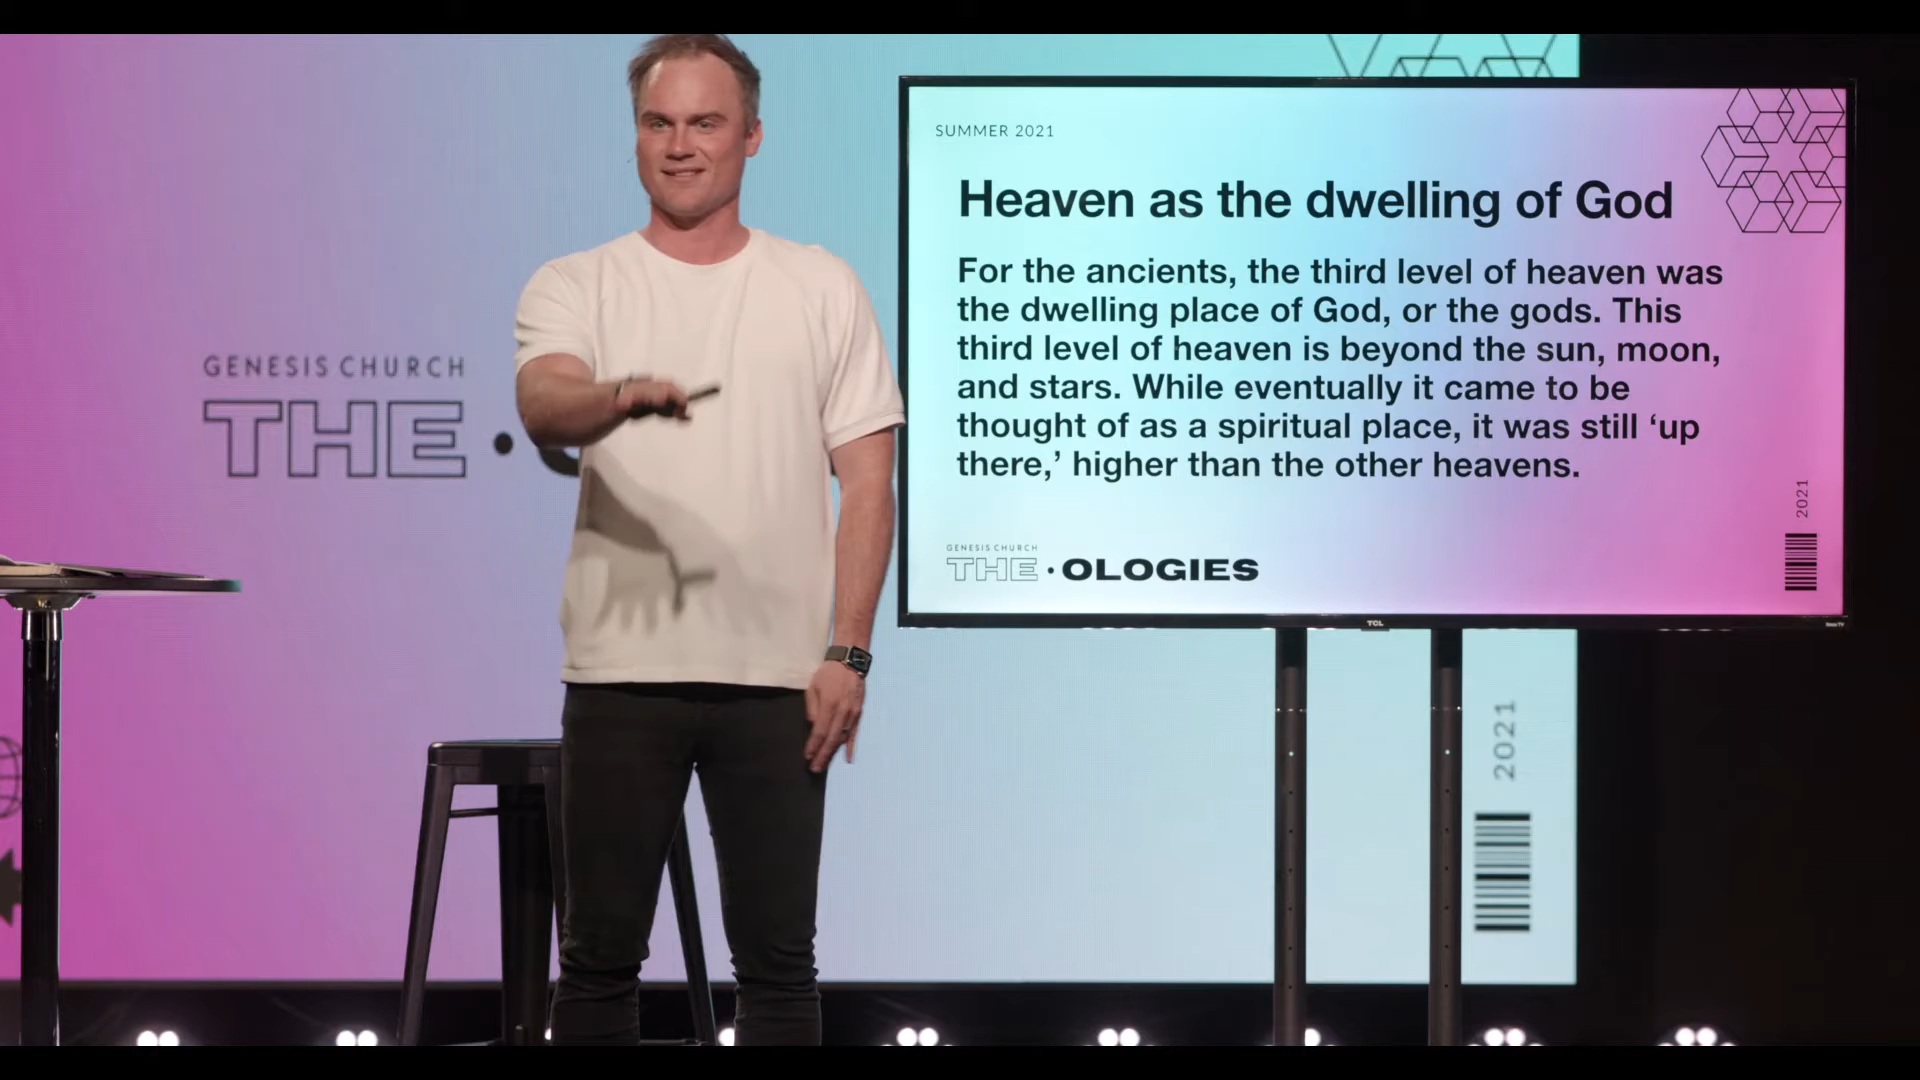 GENESIS CHURCH
THE •
SUMMER 2021
Heaven as the dwelling of God
For the ancients, the third level of heaven was
the dwelling place of God, or the gods. This
third level of heaven is beyond the sun, moon,
and stars. While eventually it came to be
thought of as a spiritual place, it was still ‘up
there,’ higher than the other heavens.
2021
GENESIS CHURCH
THE • OLOGIES
TCL
Roku TV
2021